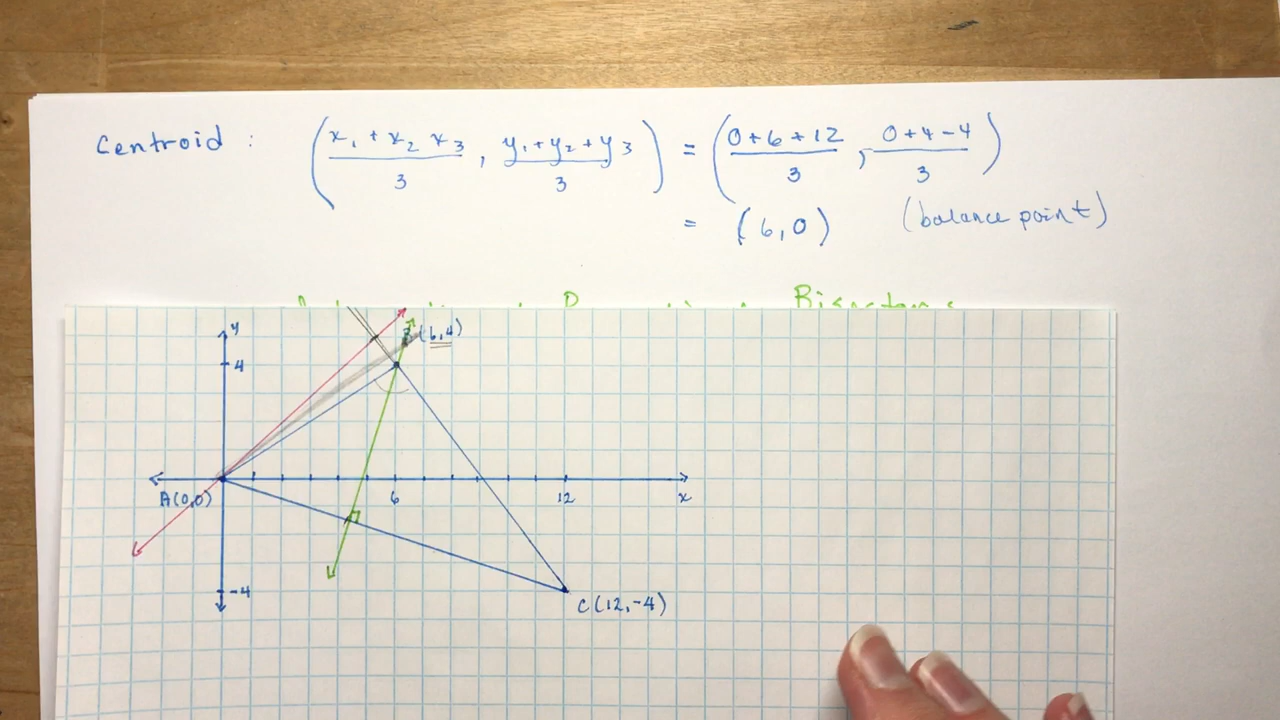 Centroid : ( x₁ + x₂ x₃ / 3 , y₁ + y₂ + y₃ / 3 ) = ( 0+6+12 / 3 , 0+4-4 / 3 )
= (6,0) (balance point)
y
B(6,4)
4
A(0,0) 6 12 x
-4
C(12,-4)